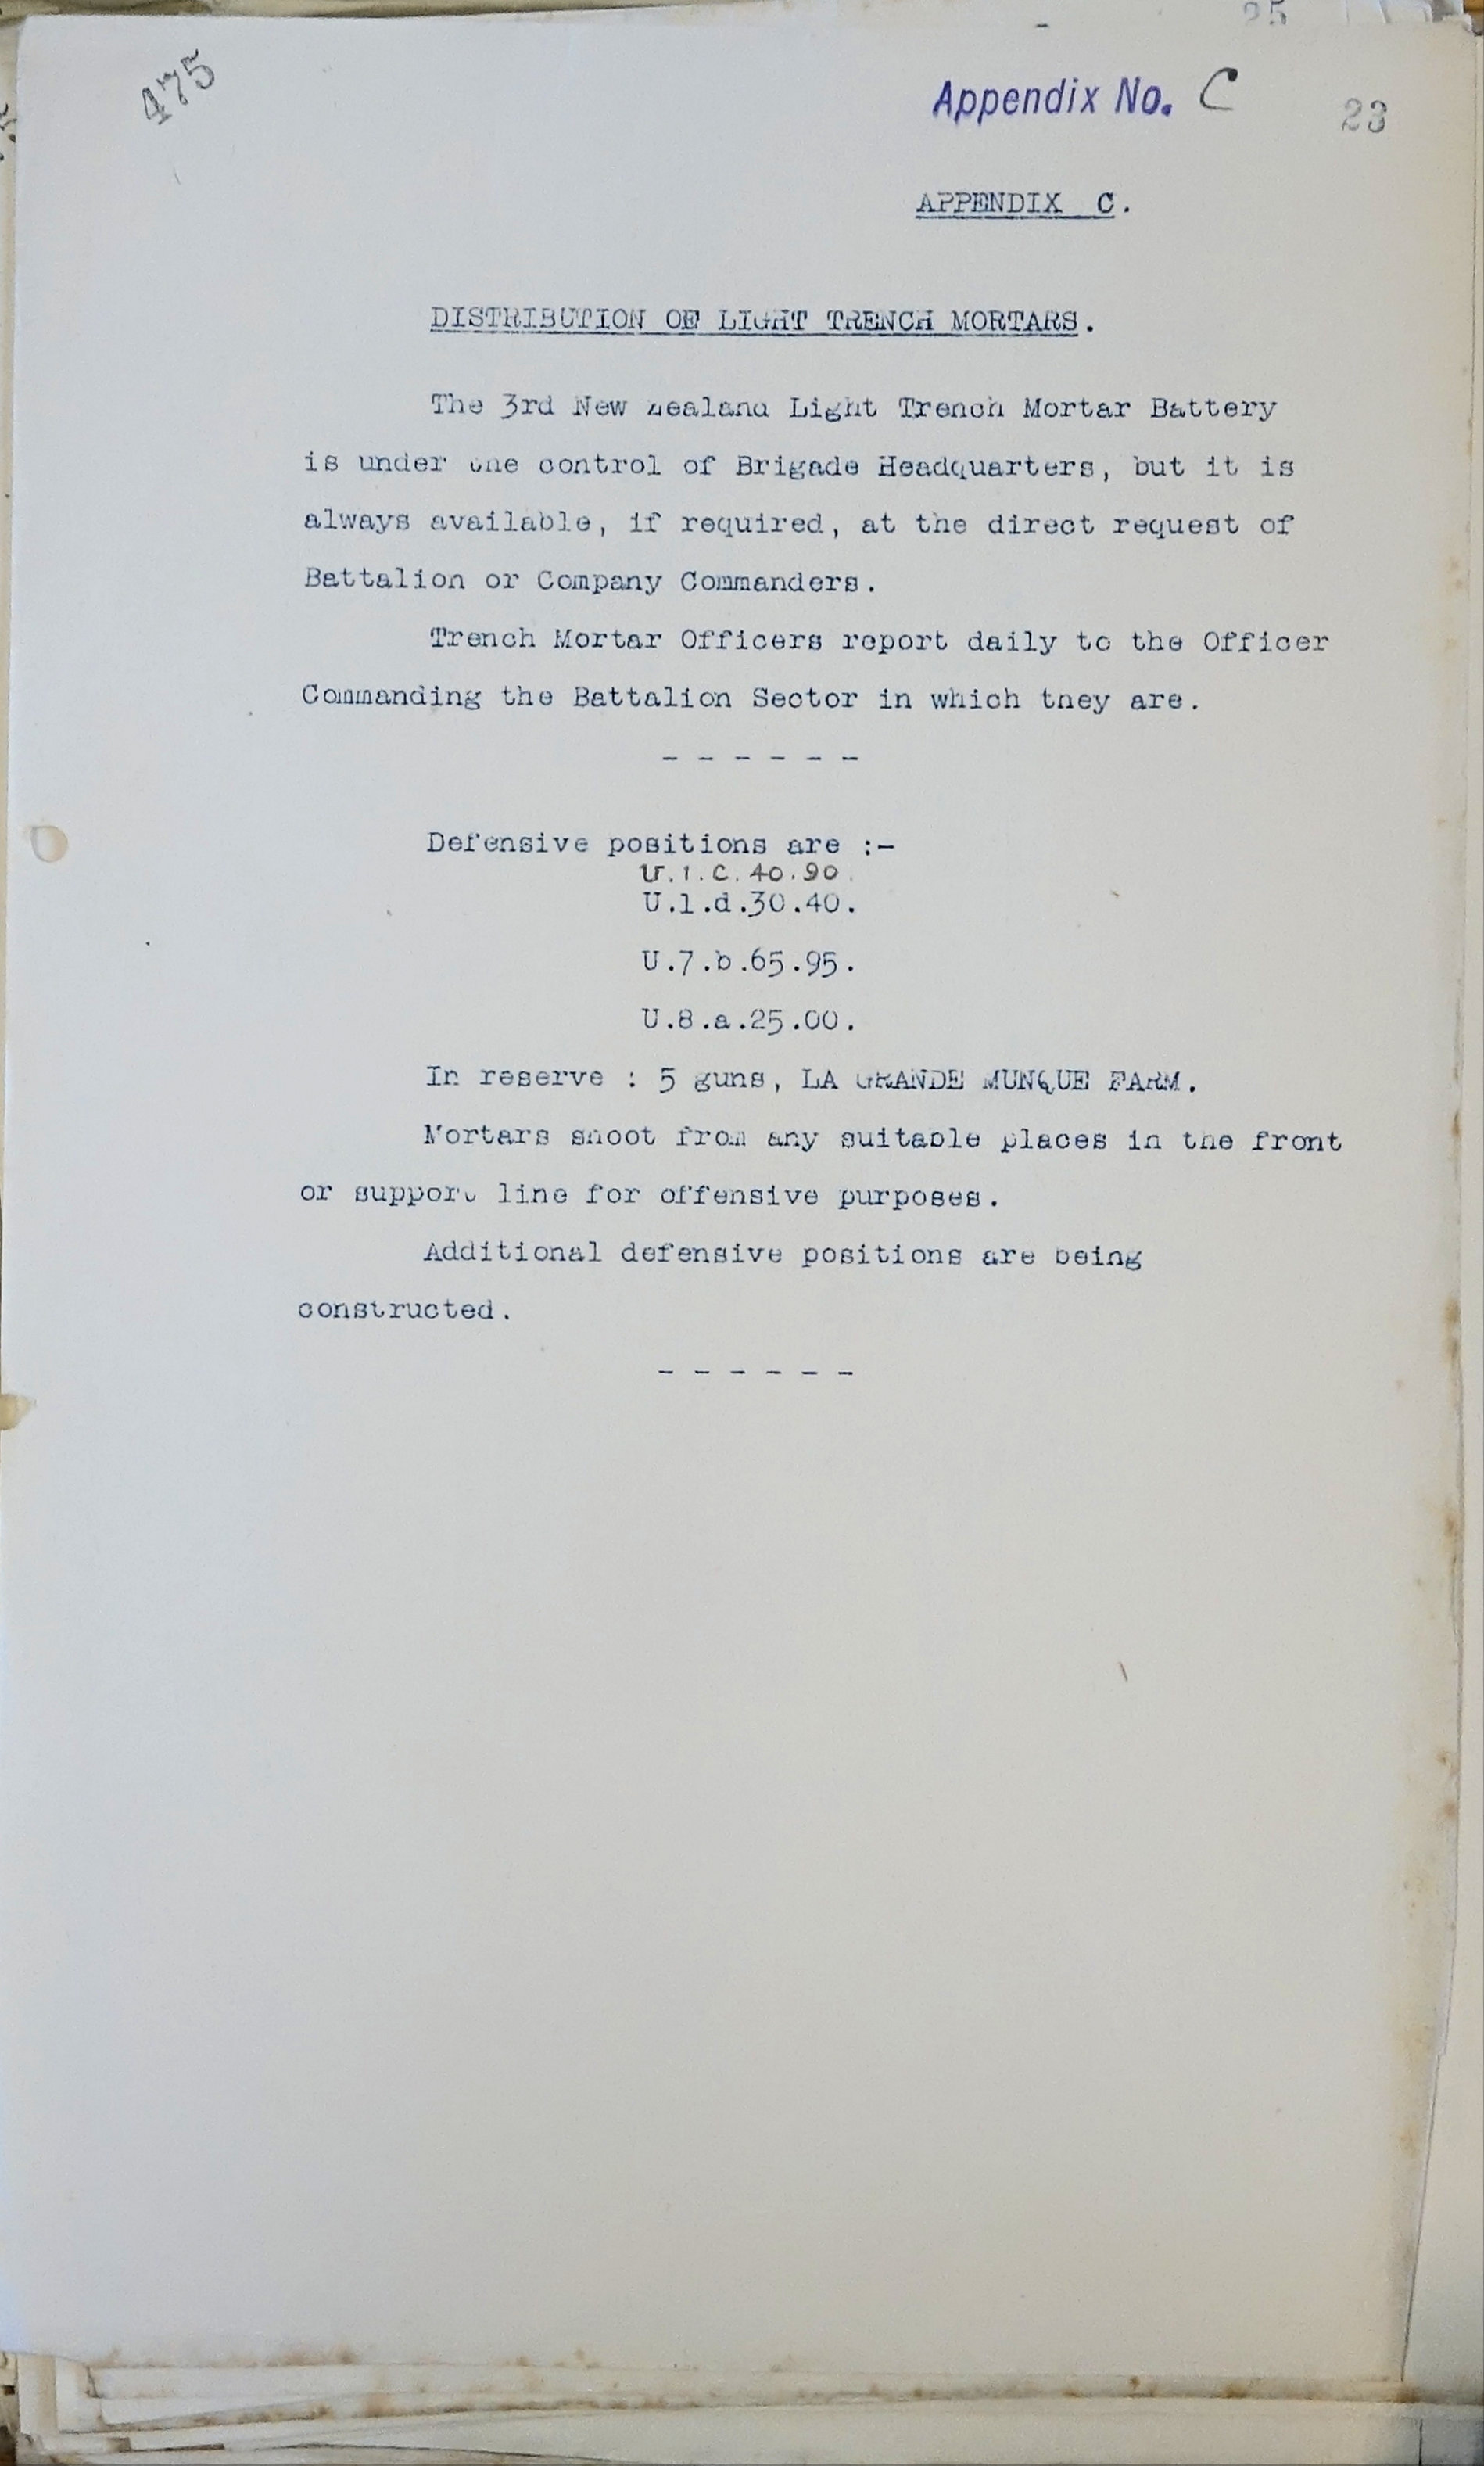 475
Appendix No. C
23
APPENDIX C.
DISTRIBUTION OF LIGHT TRENCH MORTARS.
The 3rd New Zealand Light Trench Mortar Battery
is under the control of Brigade Headquarters, but it is
always available, if required, at the direct request of
Battalion or Company Commanders.
Trench Mortar Officers report daily to the Officer
Commanding the Battalion Sector in which they are.
- - - - - -
Defensive positions are :-
U.1.C.40.90.
U.1.d.30.40.
U.7.b.65.95.
U.8.a.25.00.
In reserve : 5 guns, LA GRANDE MUNQUE FARM.
Mortars shoot from any suitable places in the front
or support line for offensive purposes.
Additional defensive positions are being
constructed.
- - - - - -